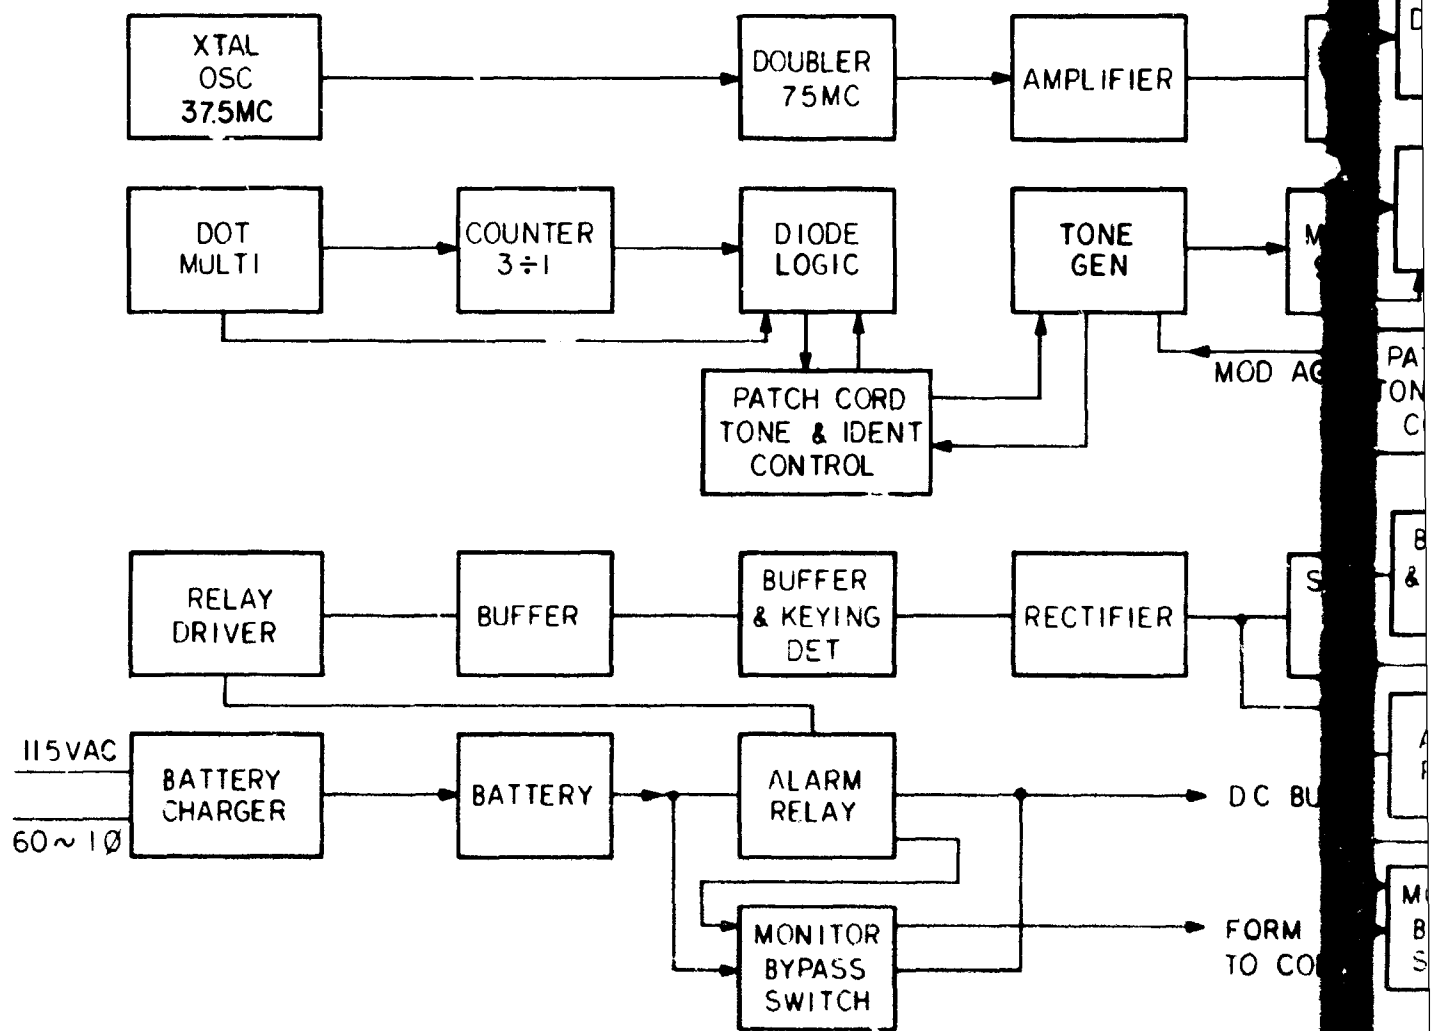 XTAL
OSC
37.5MC
DOUBLER
75MC
AMPLIFIER
DOT
MULTI
COUNTER
3÷1
DIODE
LOGIC
TONE
GEN
MOD
PATCH CORD
TONE & IDENT
CONTROL
RELAY
DRIVER
BUFFER
BUFFER
& KEYING
DET
RECTIFIER
115VAC
60~ 1Ø
BATTERY
CHARGER
BATTERY
ALARM
RELAY
DC
MONITOR
BYPASS
SWITCH
FORM
TO